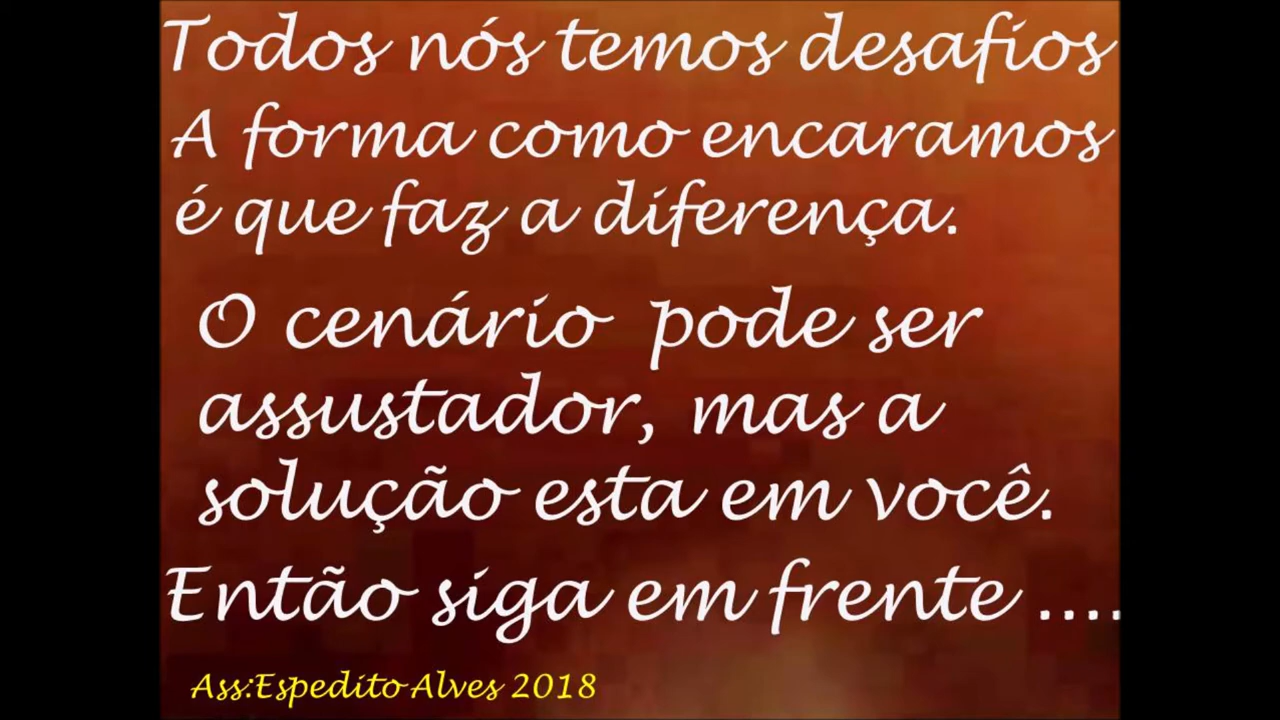 Todos nós temos desafios
A forma como encaramos
é que faz a diferença.
O cenário pode ser
assustador, mas a
solução esta em você.
Então siga em frente ....
Ass:Espedito Alves 2018